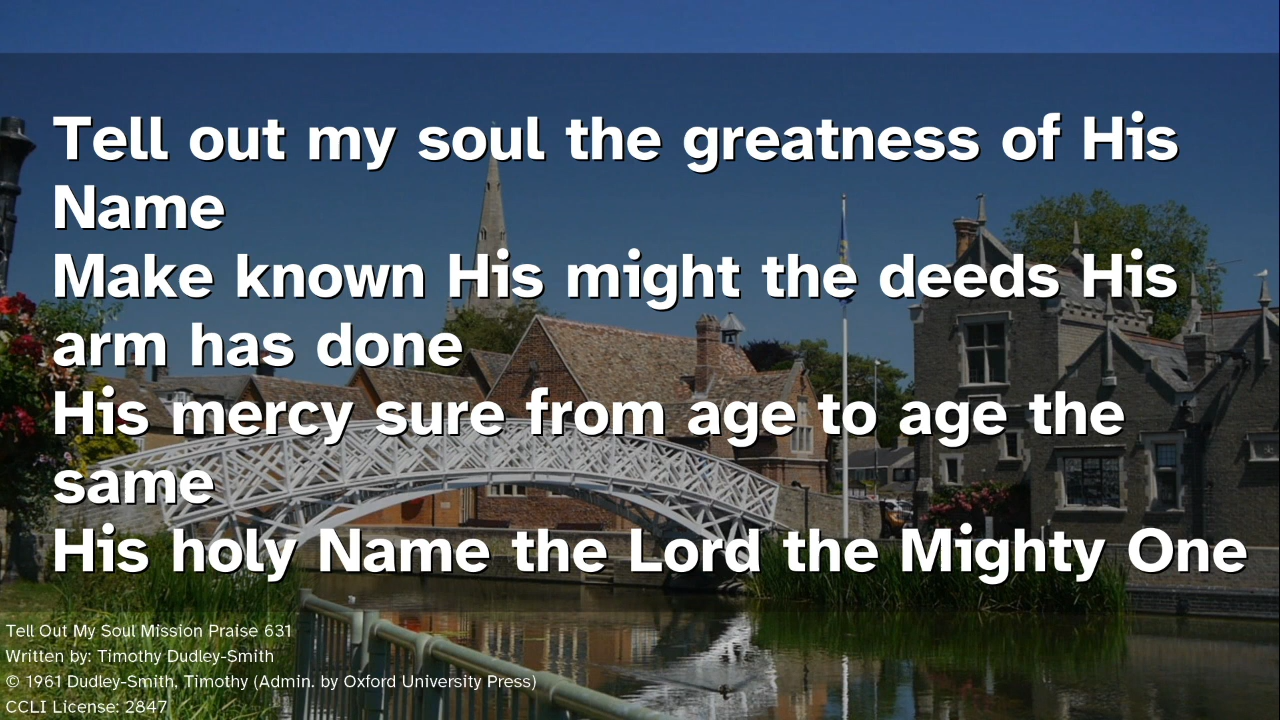 Tell out my soul the greatness of His
Name
Make known His might the deeds His
arm has done
His mercy sure from age to age the
same
His holy Name the Lord the Mighty One
Tell Out My Soul Mission Praise 631
Written by: Timothy Dudley-Smith
© 1961 Dudley-Smith, Timothy (Admin. by Oxford University Press)
CCLI License: 2847